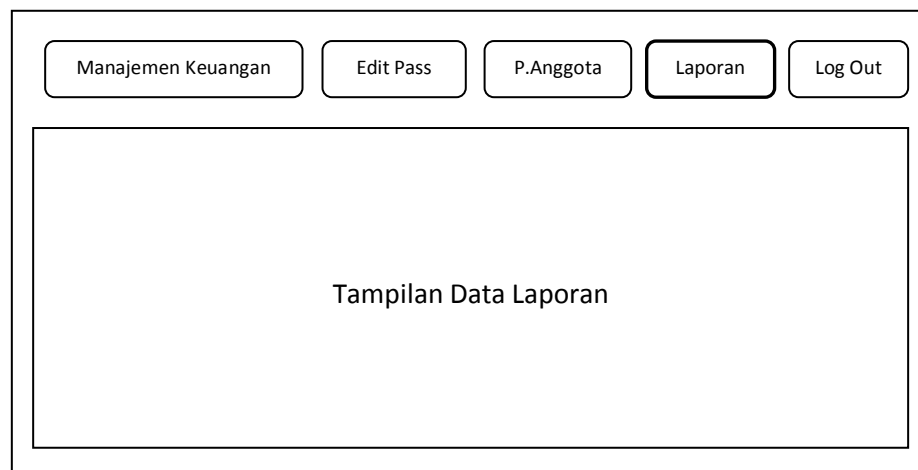 Manajemen Keuangan Edit Pass P.Anggota Laporan Log Out
Tampilan Data Laporan